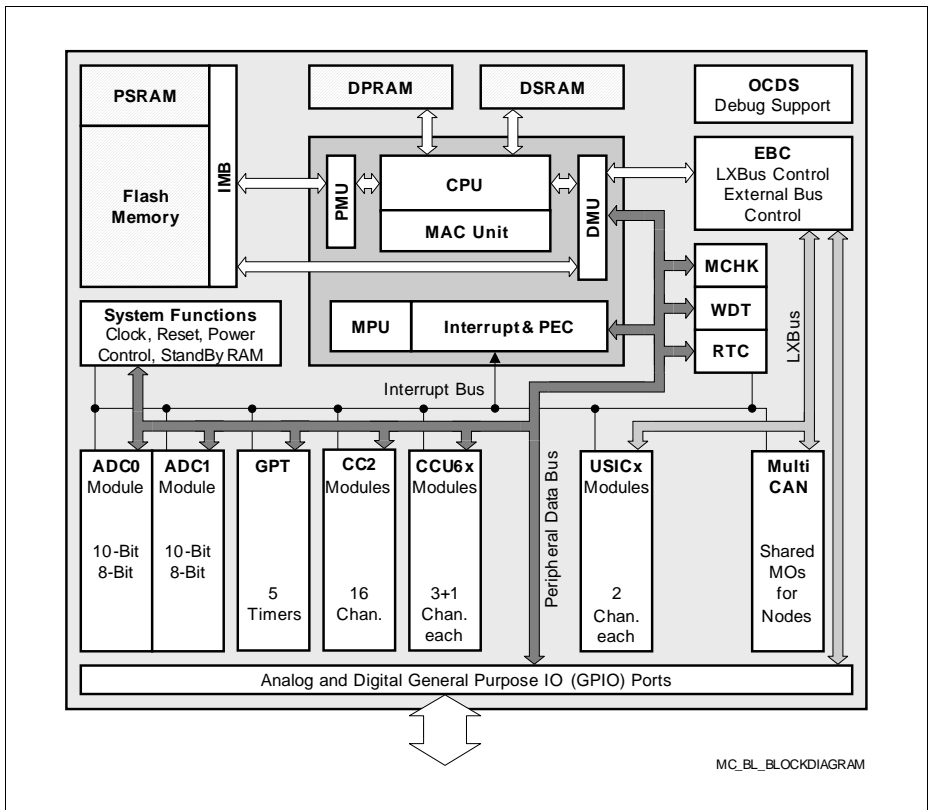 PSRAM
Flash
Memory
IMB
DPRAM
DSRAM
OCDS
Debug Support
PMU
CPU
MAC Unit
DMU
EBC
LXBus Control
External Bus
Control
MCHK
WDT
RTC
LXBus
System Functions
Clock, Reset, Power
Control, StandBy RAM
MPU
Interrupt & PEC
Interrupt Bus
ADC0
Module
10-Bit
8-Bit
ADC1
Module
10-Bit
8-Bit
GPT
5
Timers
CC2
Modules
16
Chan.
CCU6x
Modules
3+1
Chan.
each
Peripheral Data Bus
USICx
Modules
2
Chan.
each
Multi
CAN
Shared
MOs
for
Nodes
Analog and Digital General Purpose IO (GPIO) Ports
MC_BL_BLOCKDIAGRAM